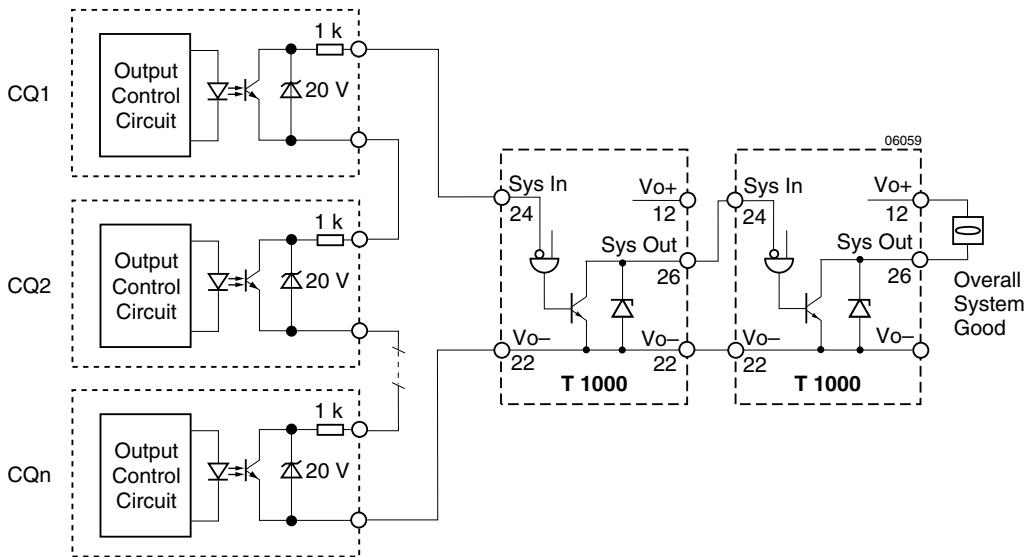 CQ1
Output
Control
Circuit
1 k
20 V
CQ2
Output
Control
Circuit
1 k
20 V
CQn
Output
Control
Circuit
1 k
20 V
Sys In
24
Vo+
12
Sys Out
26
Vo–
22
Vo–
22
T 1000
06059
Sys In
24
Vo+
12
Sys Out
26
Vo–
22
Vo–
T 1000
Overall
System
Good